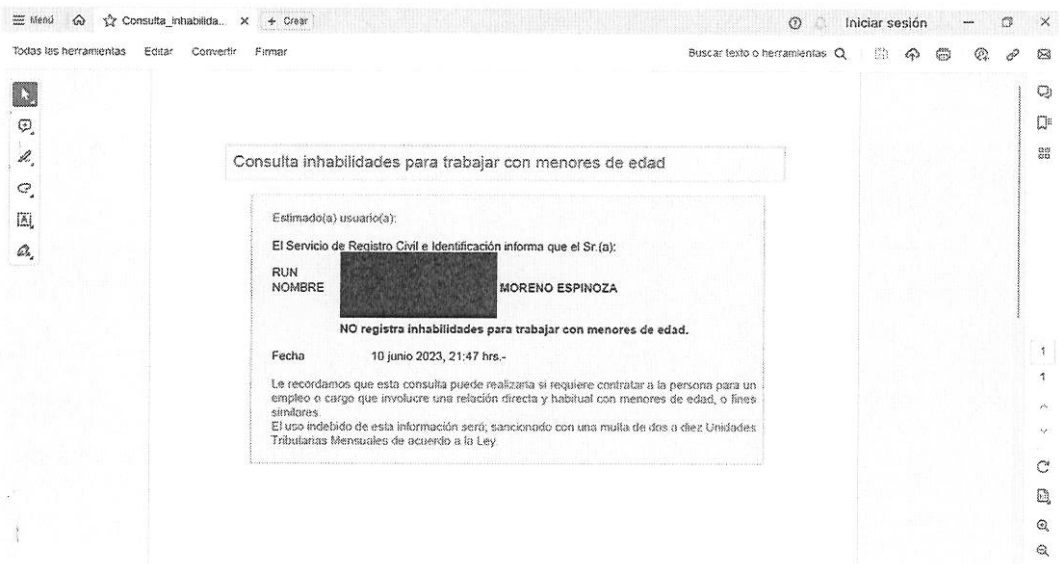 Menú
Consulta_inhabilida..
+ Crear
Iniciar sesión
Todas las herramientas Editar Convertir Firmar
Buscar texto o herramientas
Consulta inhabilidades para trabajar con menores de edad
Estimado(a) usuario(a):
El Servicio de Registro Civil e Identificación informa que el Sr.(a):
RUN
NOMBRE MORENO ESPINOZA
NO registra inhabilidades para trabajar con menores de edad.
Fecha 10 junio 2023, 21:47 hrs.-
Le recordamos que esta consulta puede realizarla si requiere contratar a la persona para un
empleo o cargo que involucre una relación directa y habitual con menores de edad, o fines
similares.
El uso indebido de esta información será; sancionado con una multa de dos a diez Unidades
Tributarias Mensuales de acuerdo a la Ley.
1
1